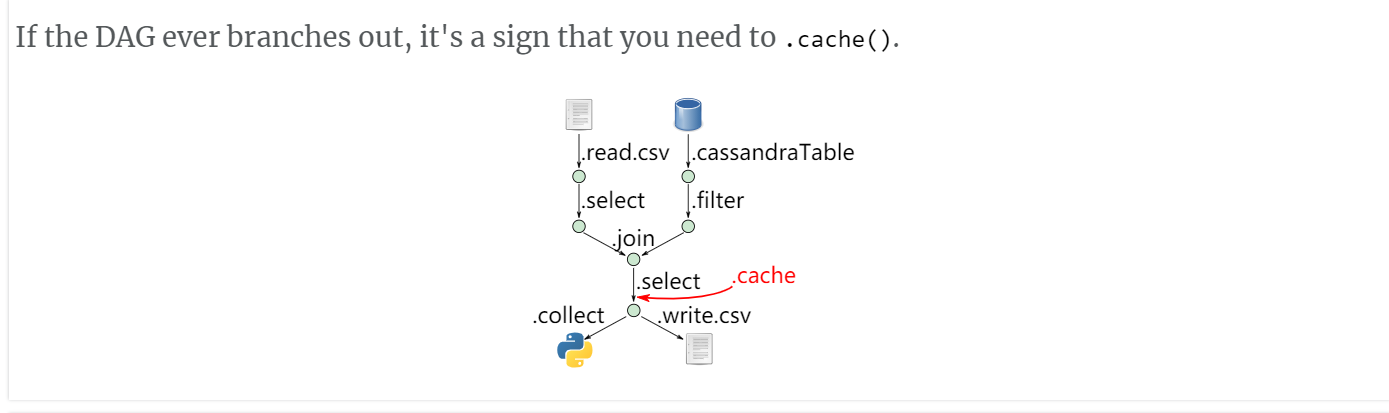 If the DAG ever branches out, it's a sign that you need to .cache().
.read.csv .cassandraTable
.select .filter
.join
.select .cache
.collect .write.csv